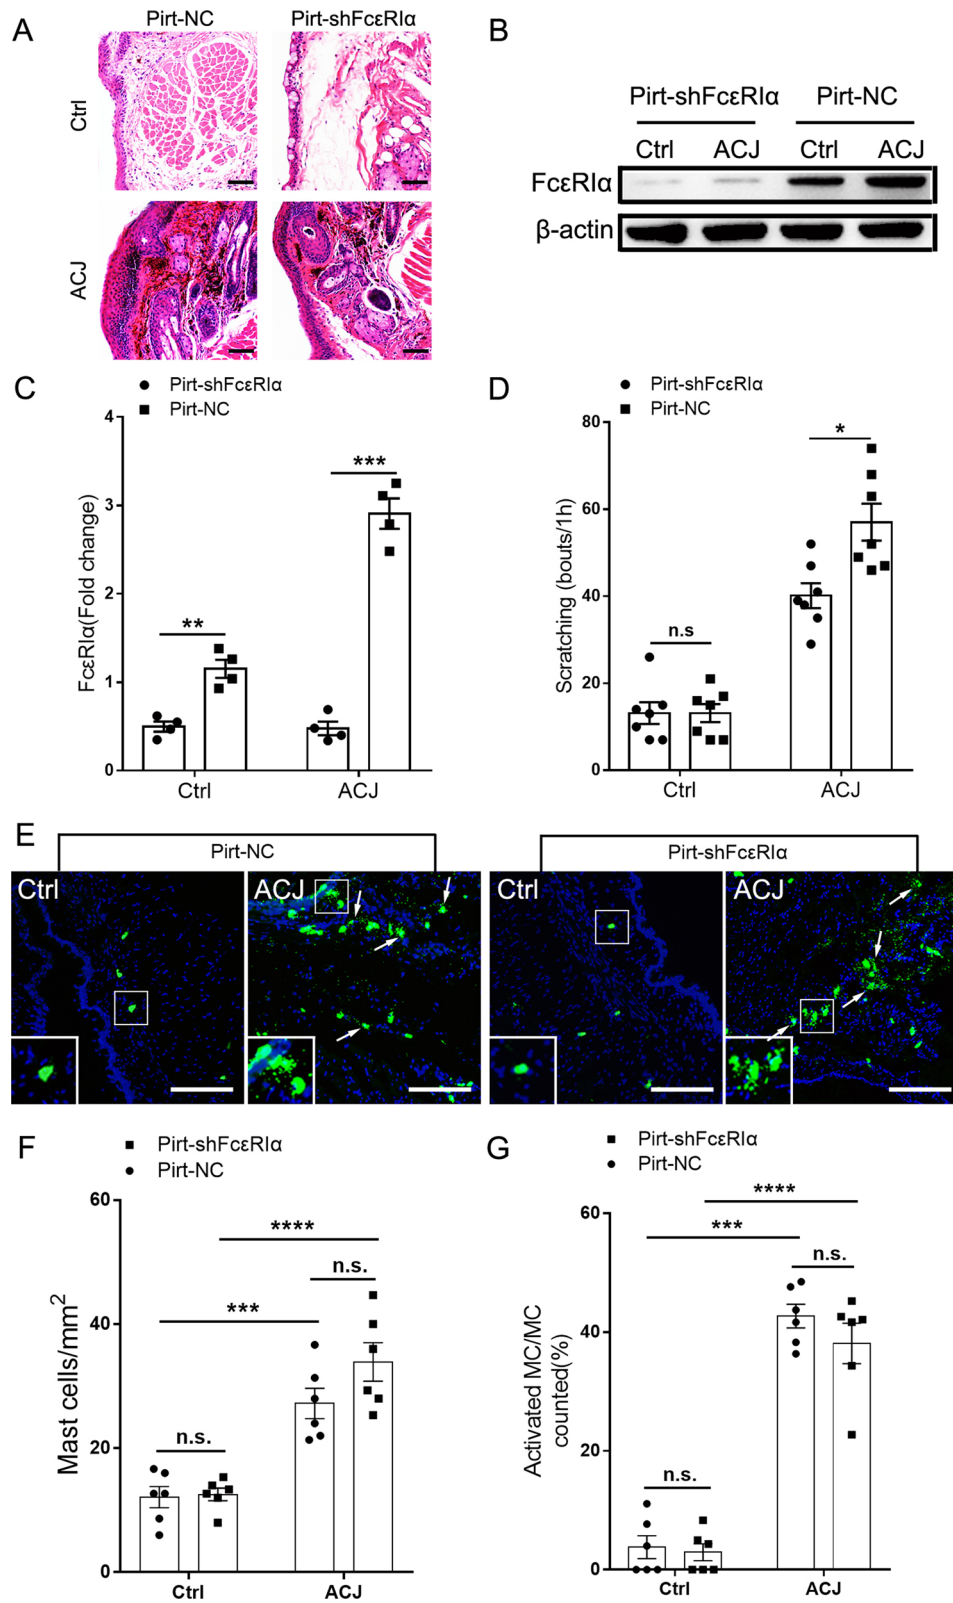 A
Pirt-NC
Pirt-shFcεRIα
Ctrl
ACJ
B
Pirt-shFcεRIα
Pirt-NC
Ctrl
ACJ
Ctrl
ACJ
FcεRIα
β-actin
C
Pirt-shFcεRIα
Pirt-NC
FcεRIα(Fold change)
4
3
2
1
0
**
***
Ctrl
ACJ
D
Pirt-shFcεRIα
Pirt-NC
Scratching (bouts/1h)
80
60
40
20
0
n.s
*
Ctrl
ACJ
E
Pirt-NC
Pirt-shFcεRIα
Ctrl
ACJ
Ctrl
ACJ
F
Pirt-shFcεRIα
Pirt-NC
Mast cells/mm²
60
40
20
0
n.s.
***
****
n.s.
Ctrl
ACJ
G
Pirt-shFcεRIα
Pirt-NC
Activated MC/MC
counted(%)
60
40
20
0
n.s.
***
****
n.s.
Ctrl
ACJ